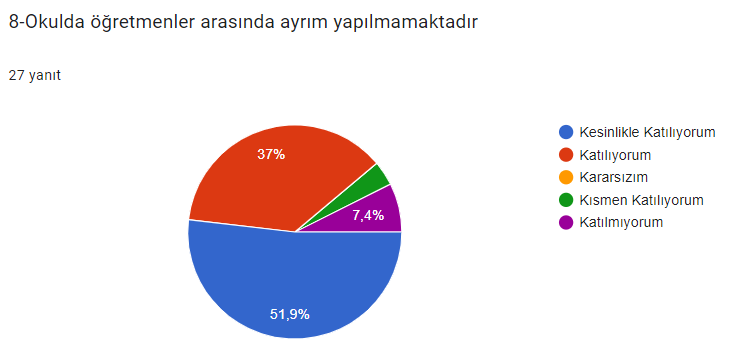 8-Okulda öğretmenler arasında ayrım yapılmamaktadır
27 yanıt
37%
7,4%
51,9%
Kesinlikle Katılıyorum
Katılıyorum
Kararsızım
Kısmen Katılıyorum
Katılmıyorum